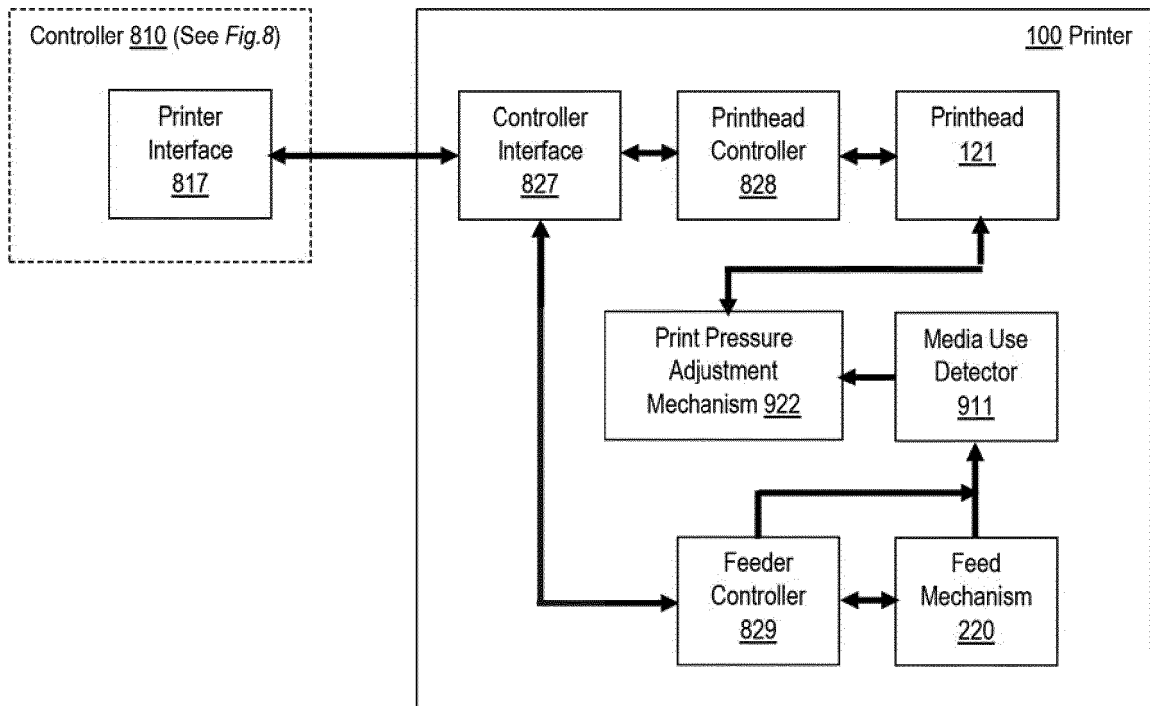 Controller 810 (See Fig.8)
100 Printer
Printer
Interface
817
Controller
Interface
827
Printhead
Controller
828
Printhead
121
Print Pressure
Adjustment
Mechanism 922
Media Use
Detector
911
Feeder
Controller
829
Feed
Mechanism
220